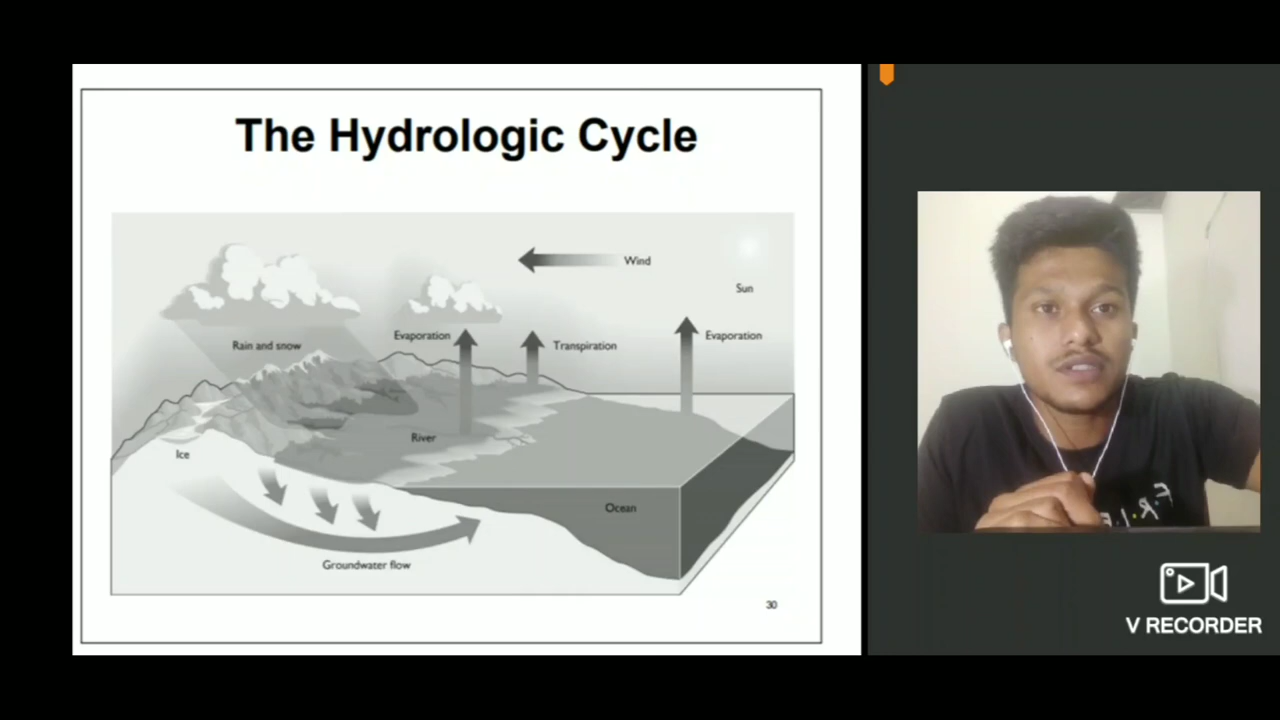 The Hydrologic Cycle
Wind
Sun
Evaporation
Transpiration
Evaporation
Rain and snow
River
Ice
Ocean
Groundwater flow
30
V RECORDER